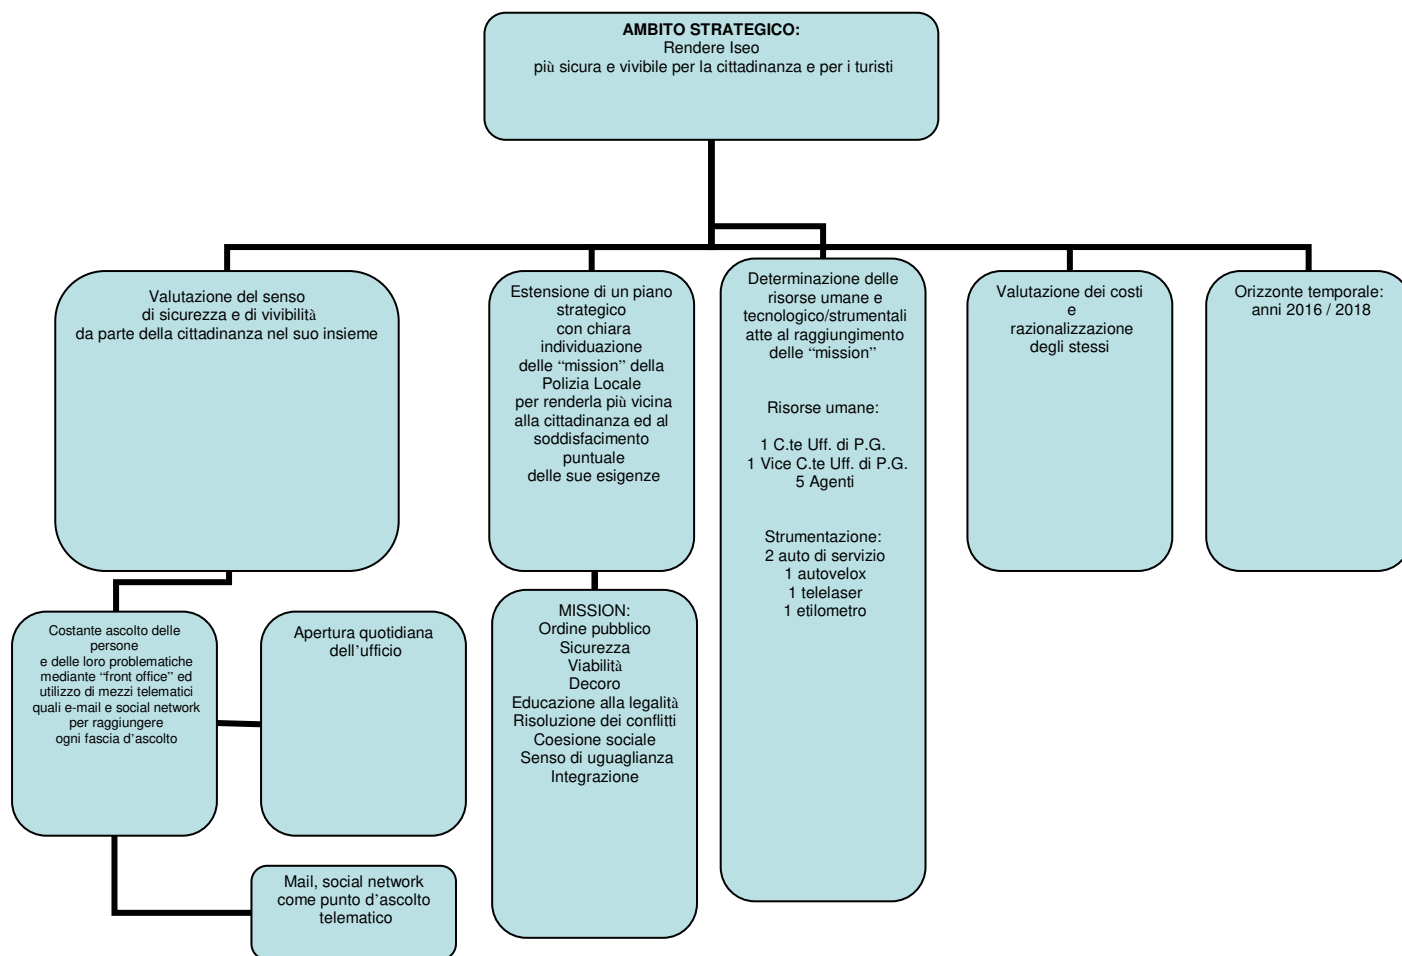 AMBITO STRATEGICO:
Rendere Iseo
più sicura e vivibile per la cittadinanza e per i turisti
Valutazione del senso
di sicurezza e di vivibilità
da parte della cittadinanza nel suo insieme
Estensione di un piano
strategico
con chiara
individuazione
delle “mission” della
Polizia Locale
per renderla più vicina
alla cittadinanza ed al
soddisfacimento
puntuale
delle sue esigenze
Determinazione delle
risorse umane e
tecnologico/strumentali
atte al raggiungimento
delle “mission”
Risorse umane:
1 C.te Uff. di P.G.
1 Vice C.te Uff. di P.G.
5 Agenti
Strumentazione:
2 auto di servizio
1 autovelox
1 telelaser
1 etilometro
Valutazione dei costi
e
razionalizzazione
degli stessi
Orizzonte temporale:
anni 2016 / 2018
Costante ascolto delle
persone
e delle loro problematiche
mediante “front office” ed
utilizzo di mezzi telematici
quali e-mail e social network
per raggiungere
ogni fascia d’ascolto
Apertura quotidiana
dell’ufficio
MISSION:
Ordine pubblico
Sicurezza
Viabilità
Decoro
Educazione alla legalità
Risoluzione dei conflitti
Coesione sociale
Senso di uguaglianza
Integrazione
Mail, social network
come punto d’ascolto
telematico